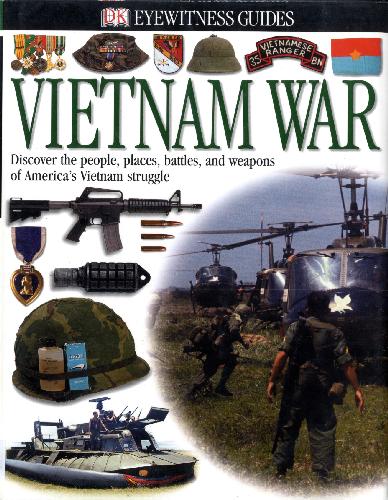 DK EYEWITNESS GUIDES
VIETNAMESE
RANGER
35 BN
VIETNAM WAR
Discover the people, places, battles, and weapons
of America's Vietnam struggle